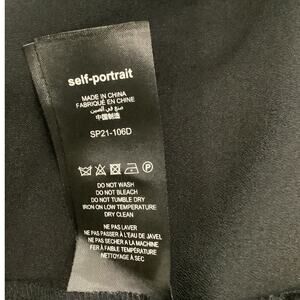 self-portrait
MADE IN CHINA
FABRIQUÉ EN CHINE
صنع في الصين
中国制造
SP21-106D
DO NOT WASH
DO NOT BLEACH
DO NOT TUMBLE DRY
IRON ON LOW TEMPERATURE
DRY CLEAN
NE PAS LAVER
NE PAS PASSER À L'EAU DE JAVEL
NE PAS SÉCHER A LA MACHINE
FER À FAIBLE TEMPÉRATURE
NETTOYAGE À SEC